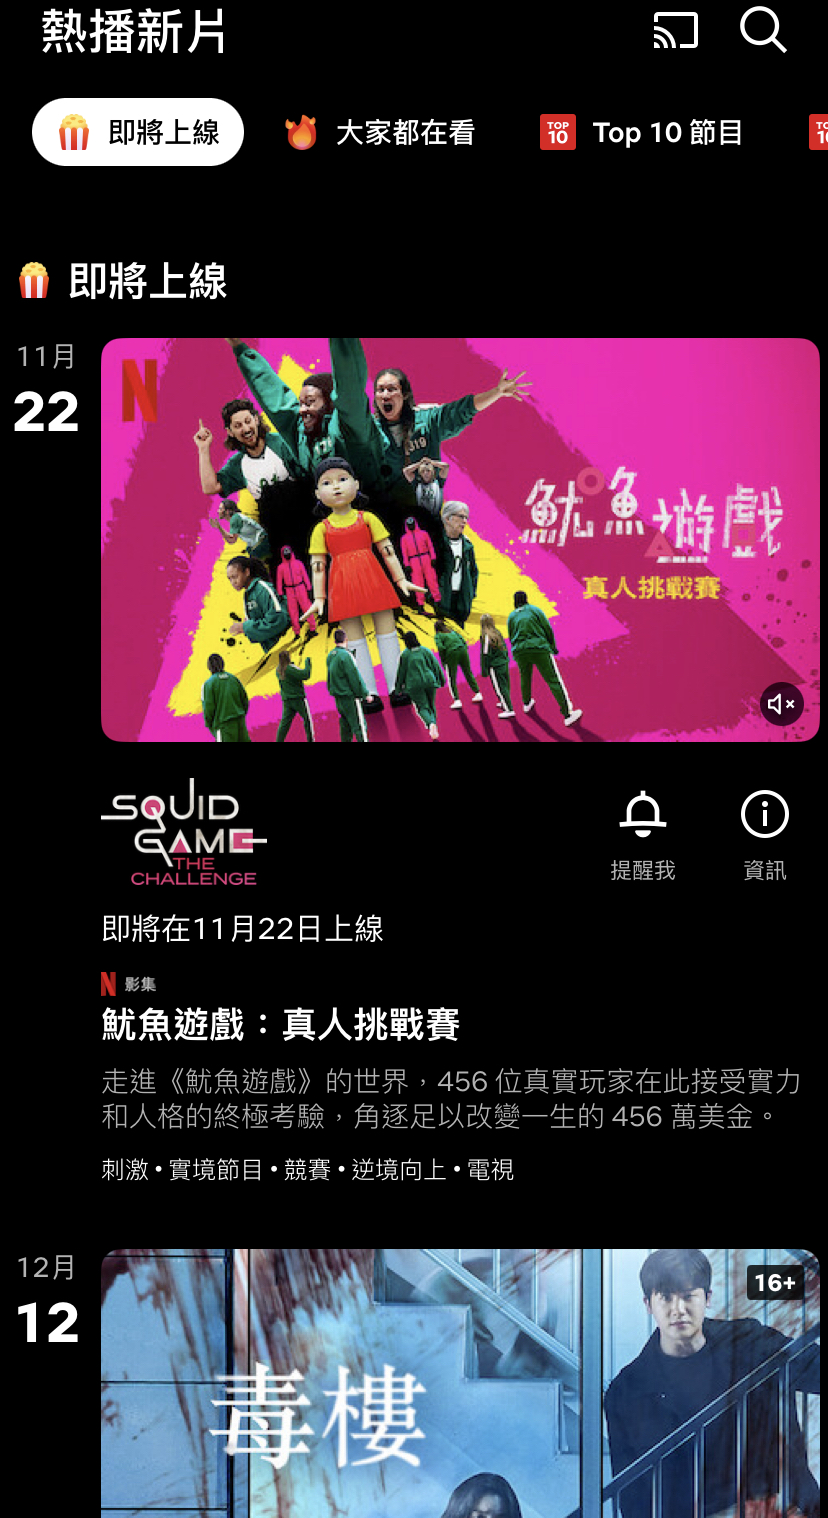 熱播新片
即將上線
大家都在看
TOP 10
Top 10 節目
即將上線
11月
22
N
319
魷魚遊戲
真人挑戰賽
SQUID
GAME
THE
CHALLENGE
提醒我
資訊
即將在11月22日上線
N 影集
魷魚遊戲：真人挑戰賽
走進《魷魚遊戲》的世界，456 位真實玩家在此接受實力
和人格的終極考驗，角逐足以改變一生的 456 萬美金。
刺激 • 實境節目 • 競賽 • 逆境向上 • 電視
12月
12
16+
毒樓